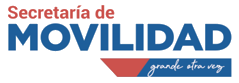 Secretaría de
MOVILIDAD
grande otra vez